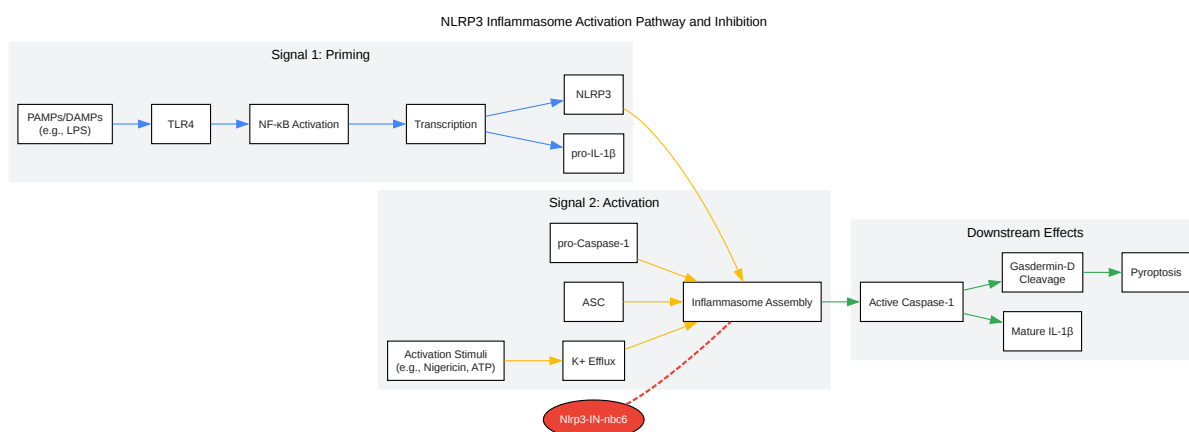 NLRP3 Inflammasome Activation Pathway and Inhibition
Signal 1: Priming
PAMPs/DAMPs
(e.g., LPS)
TLR4
NF-κB Activation
Transcription
NLRP3
pro-IL-1β
Signal 2: Activation
pro-Caspase-1
ASC
Activation Stimuli
(e.g., Nigericin, ATP)
K+ Efflux
Inflammasome Assembly
Nlrp3-IN-nbc6
Downstream Effects
Active Caspase-1
Gasdermin-D
Cleavage
Pyroptosis
Mature IL-1β